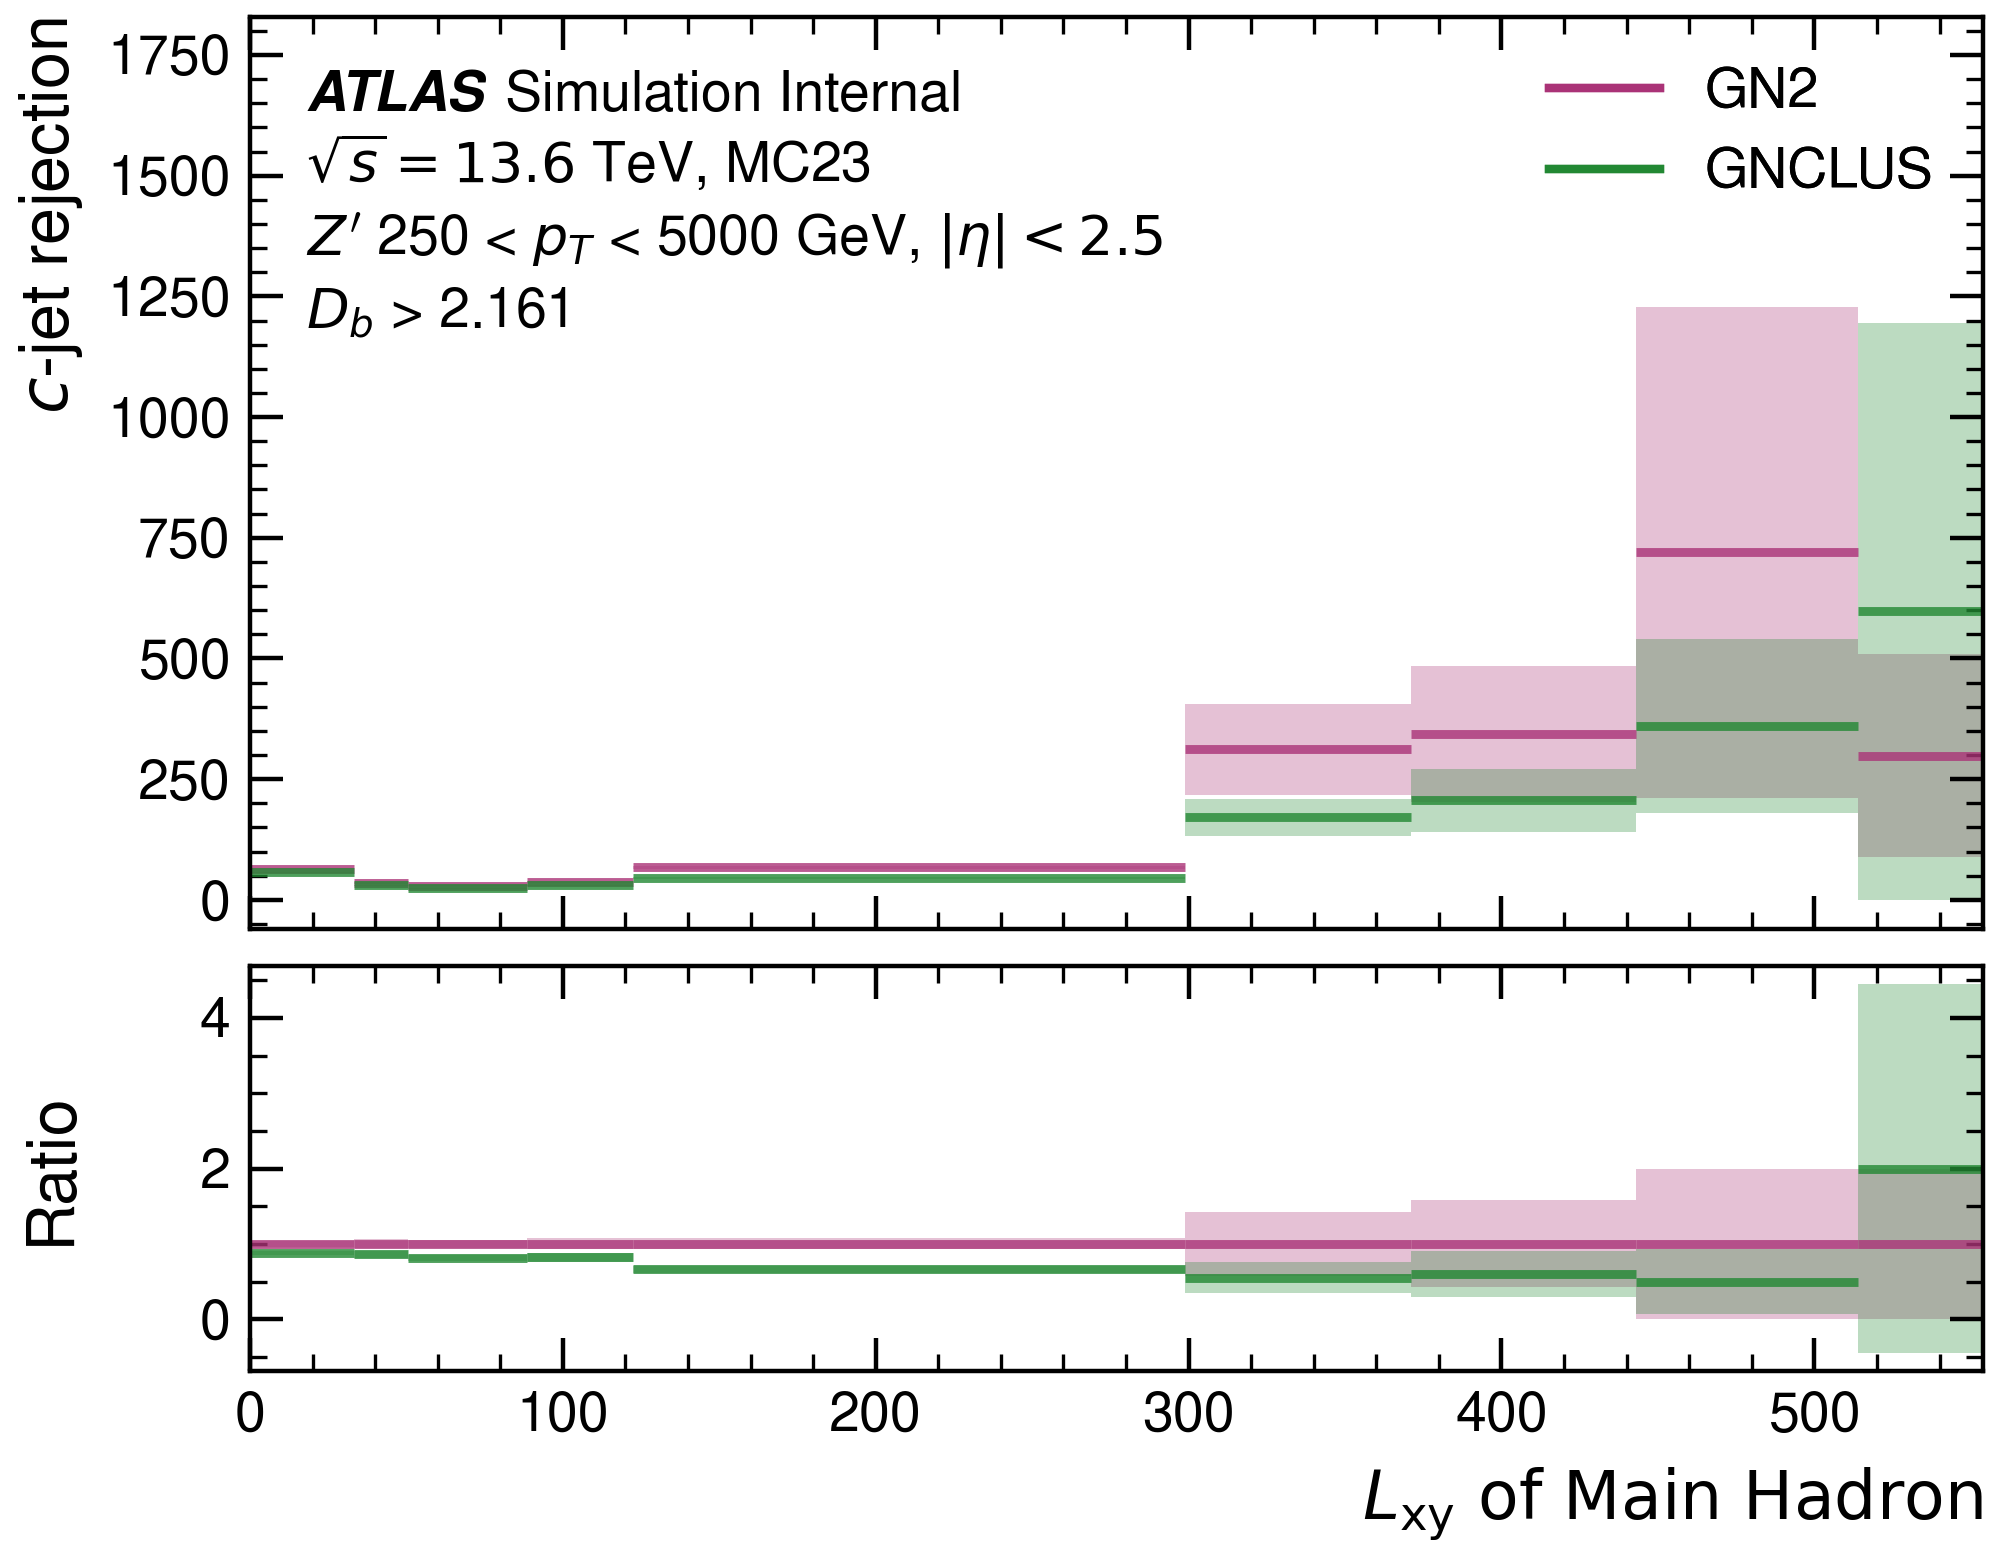 c-jet rejection
1750
1500
1250
1000
750
500
250
0
ATLAS Simulation Internal
√s = 13.6 TeV, MC23
Z′ 250 < p_T < 5000 GeV, |η| < 2.5
D_b > 2.161
GN2
GNCLUS
Ratio
4
2
0
0 100 200 300 400 500
L_xy of Main Hadron